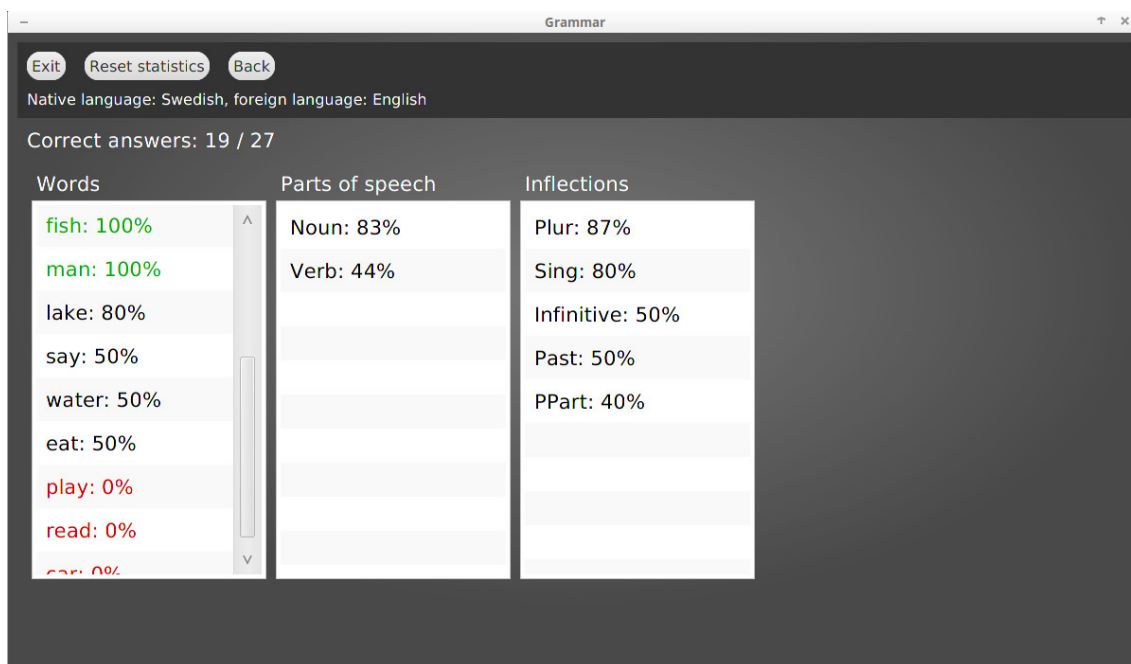 Grammar
Exit Reset statistics Back
Native language: Swedish, foreign language: English
Correct answers: 19 / 27
Words
fish: 100%
man: 100%
lake: 80%
say: 50%
water: 50%
eat: 50%
play: 0%
read: 0%
car: 0%
Parts of speech
Noun: 83%
Verb: 44%
Inflections
Plur: 87%
Sing: 80%
Infinitive: 50%
Past: 50%
PPart: 40%